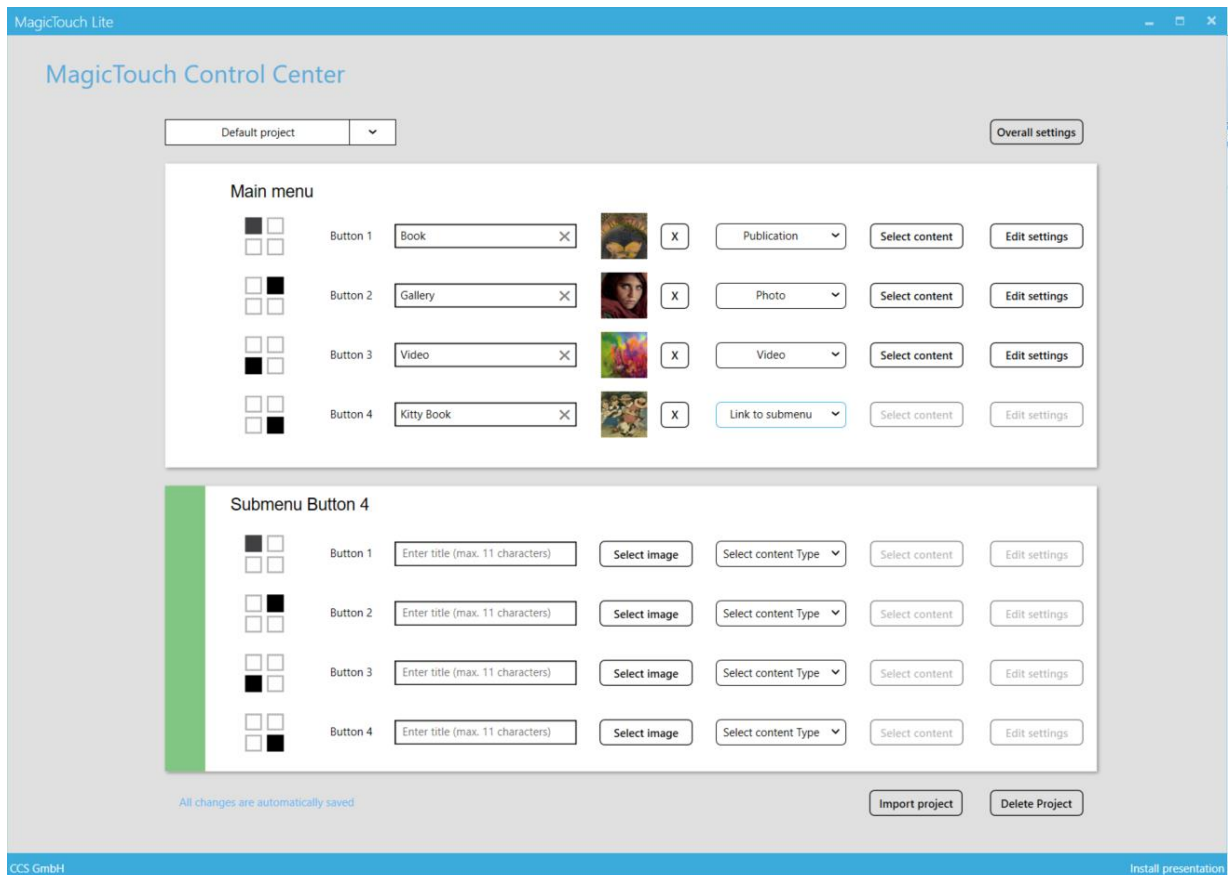 MagicTouch Lite
MagicTouch Control Center
Default project
Overall settings
Main menu
Button 1 Book X Publication Select content Edit settings
Button 2 Gallery X Photo Select content Edit settings
Button 3 Video X Video Select content Edit settings
Button 4 Kitty Book X Link to submenu Select content Edit settings
Submenu Button 4
Button 1 Enter title (max. 11 characters) Select image Select content Type Select content Edit settings
Button 2 Enter title (max. 11 characters) Select image Select content Type Select content Edit settings
Button 3 Enter title (max. 11 characters) Select image Select content Type Select content Edit settings
Button 4 Enter title (max. 11 characters) Select image Select content Type Select content Edit settings
All changes are automatically saved
Import project
Delete Project
CCS GmbH
Install presentation